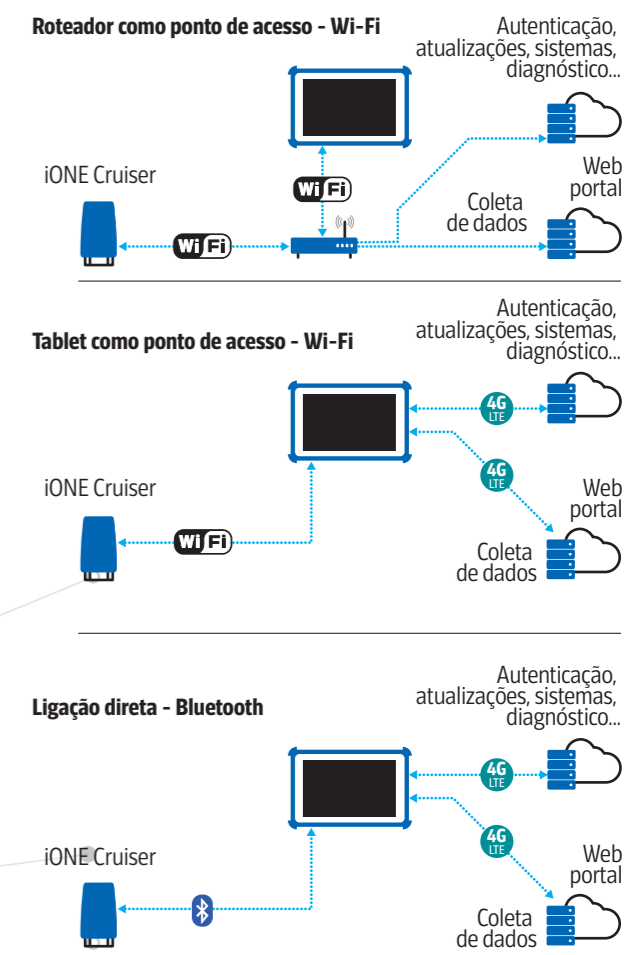 Roteador como ponto de acesso - Wi-Fi
Autenticação,
atualizações, sistemas,
diagnóstico...
iONE Cruiser
Wi Fi
Wi Fi
Coleta
de dados
Web
portal
Tablet como ponto de acesso - Wi-Fi
Autenticação,
atualizações, sistemas,
diagnóstico...
4G
LTE
4G
LTE
iONE Cruiser
Wi Fi
Web
portal
Coleta
de dados
Ligação direta - Bluetooth
Autenticação,
atualizações, sistemas,
diagnóstico...
4G
LTE
4G
LTE
iONE Cruiser
Web
portal
Coleta
de dados